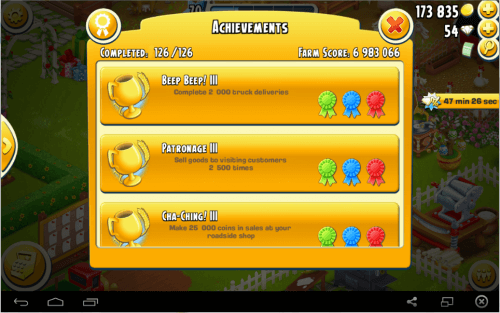 Achievements
173 835
54
Completed: 126/126
Farm Score: 6 983 066
Beep Beep! III
Complete 2 000 truck deliveries
47 min 26 sec
Patronage III
Sell goods to visiting customers
2 500 times
Cha-Ching! III
Make 25 000 coins in sales at your
roadside shop